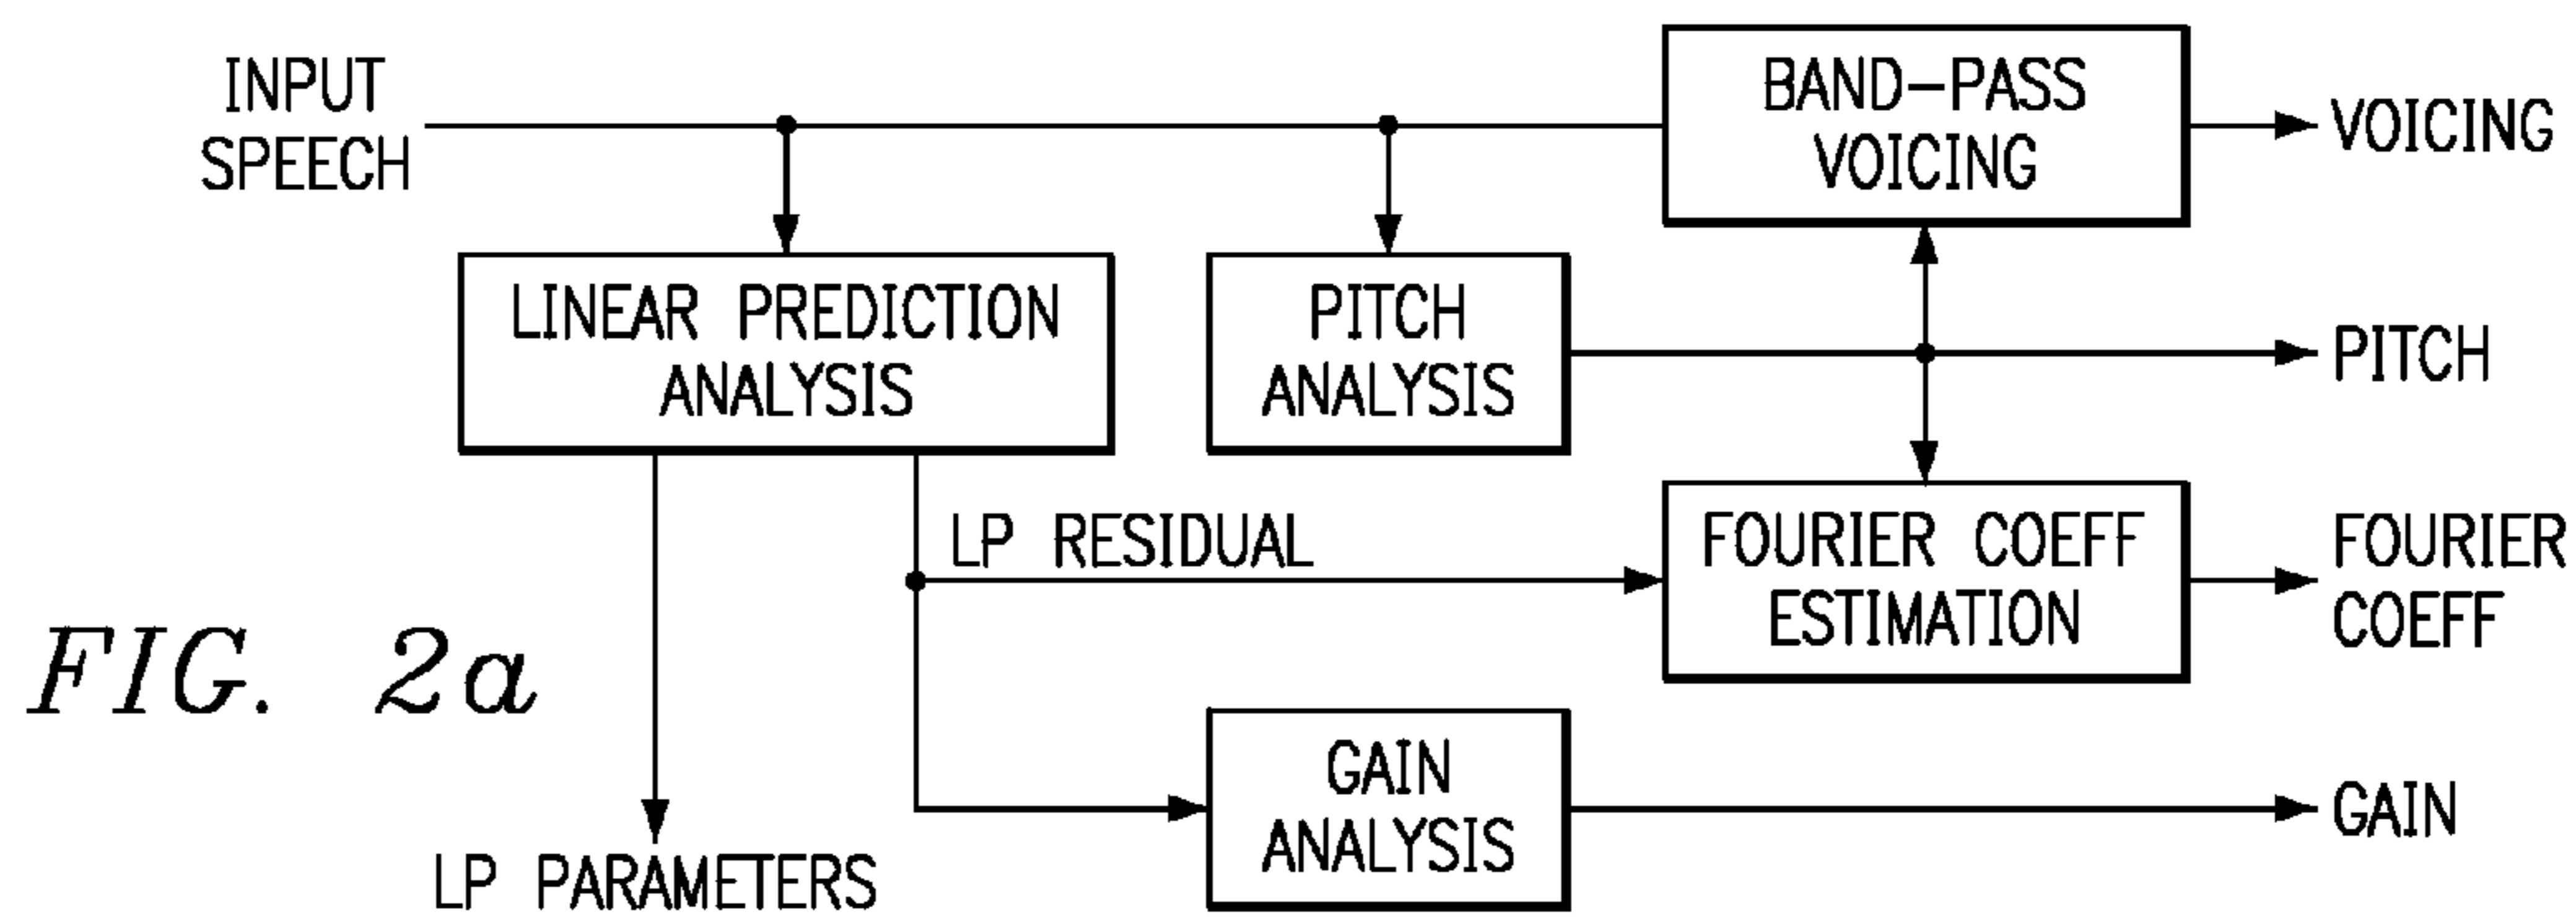 INPUT
SPEECH
BAND-PASS
VOICING
VOICING
LINEAR PREDICTION
ANALYSIS
PITCH
ANALYSIS
PITCH
LP RESIDUAL
FOURIER COEFF
ESTIMATION
FOURIER
COEFF
FIG. 2a
GAIN
ANALYSIS
GAIN
LP PARAMETERS